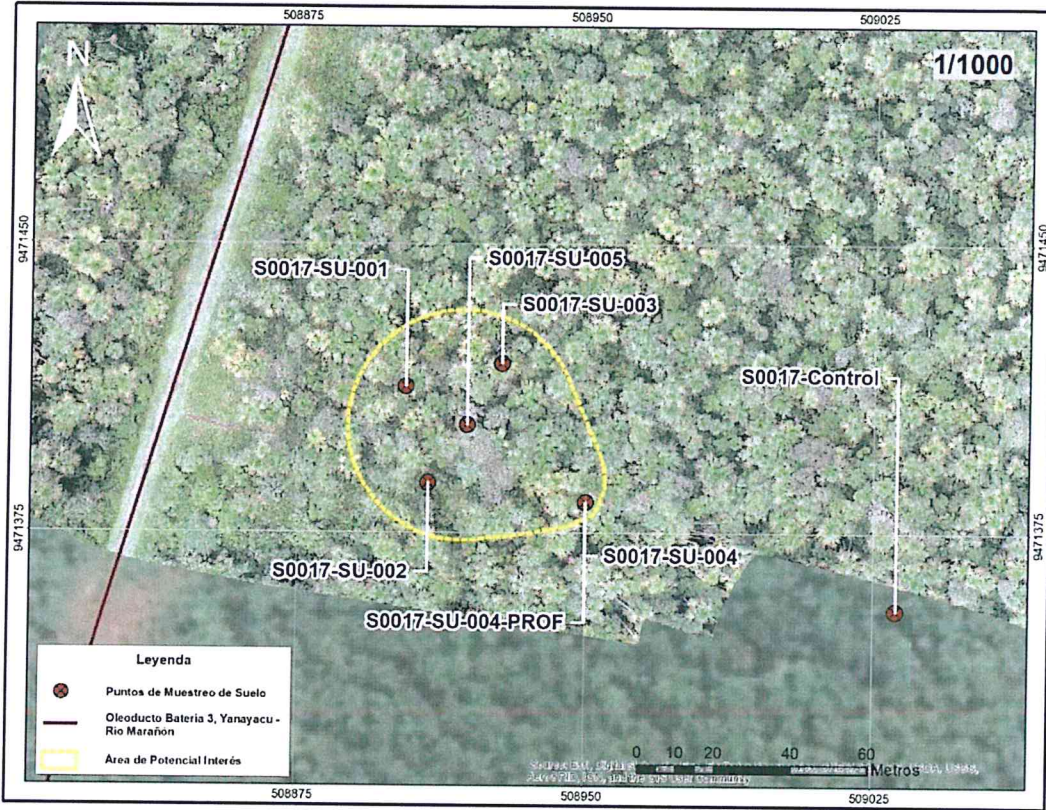 508875
508950
509025
N
1/1000
9471450
9471450
S0017-SU-001
S0017-SU-005
S0017-SU-003
S0017-Control
9471375
9471375
S0017-SU-002
S0017-SU-004
S0017-SU-004-PROF
Leyenda
Puntos de Muestreo de Suelo
Oleoducto Bateria 3, Yanayacu -
Rio Marañón
Área de Potencial Interés
0 10 20 40 60
Metros
508875
508950
509025